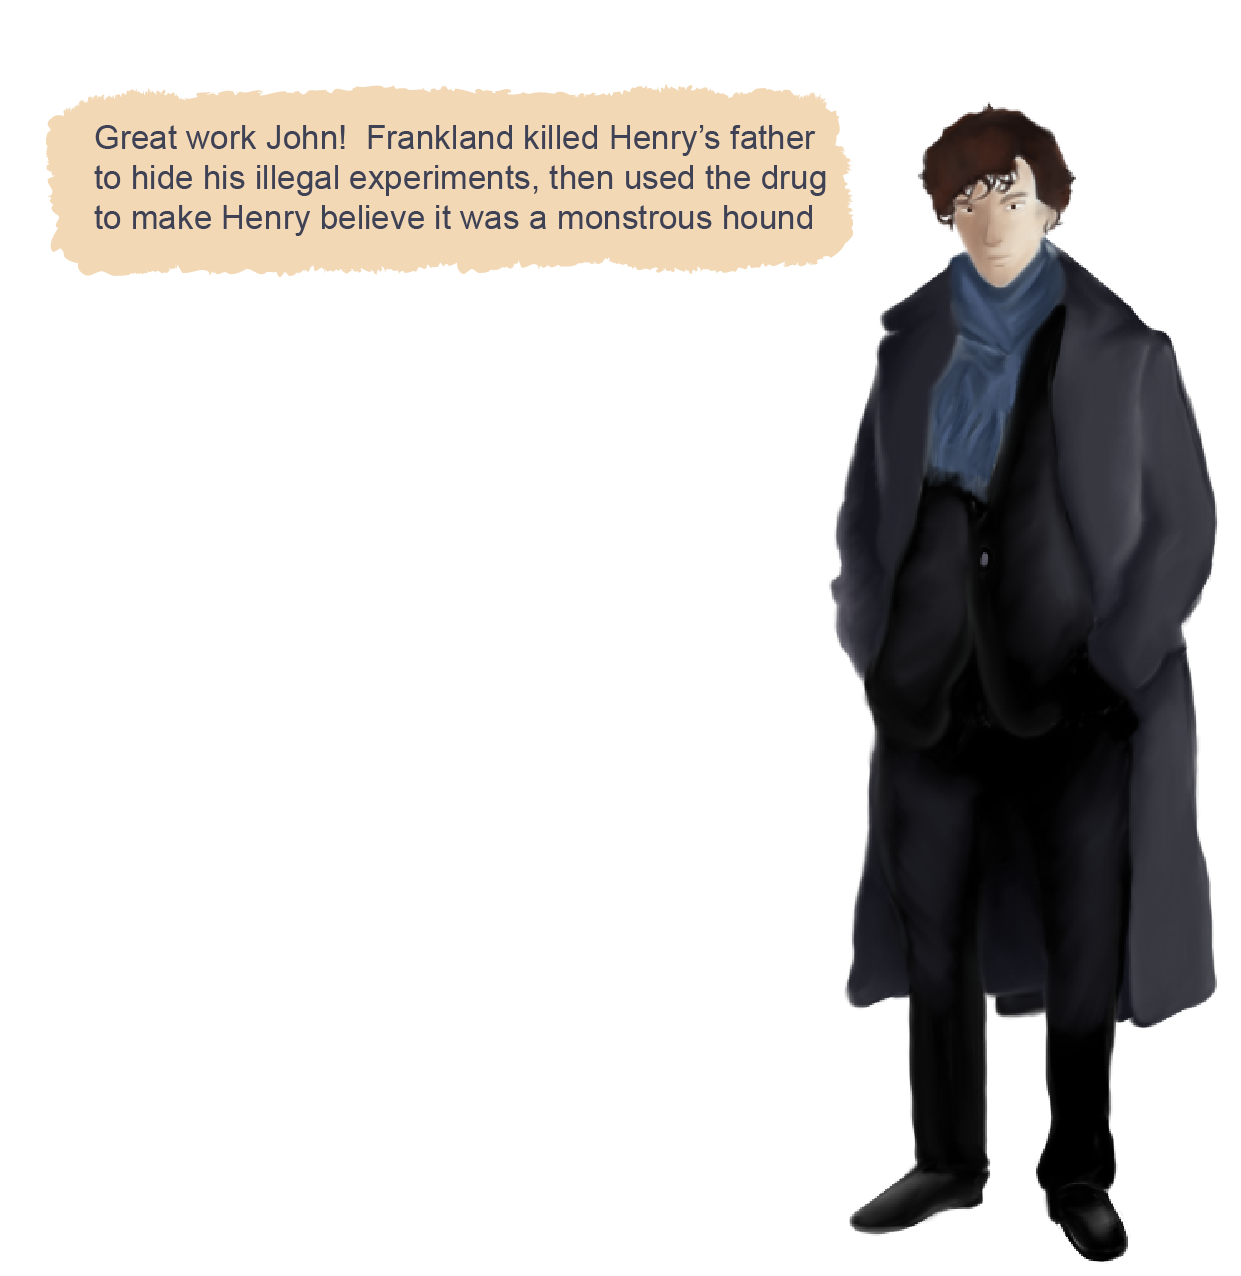 Great work John!  Frankland killed Henry’s father
to hide his illegal experiments, then used the drug
to make Henry believe it was a monstrous hound